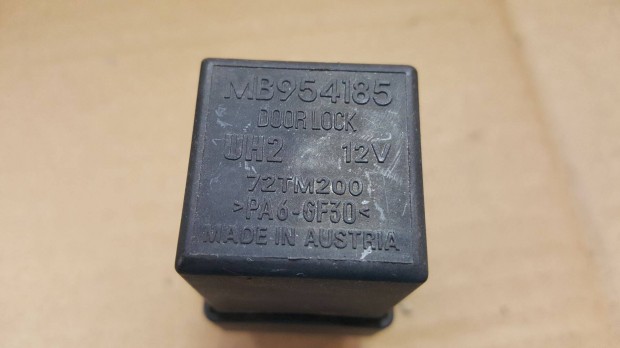 MB954185
DOOR LOCK
UH2 12V
72TM200
>PA6-GF30<
MADE IN AUSTRIA